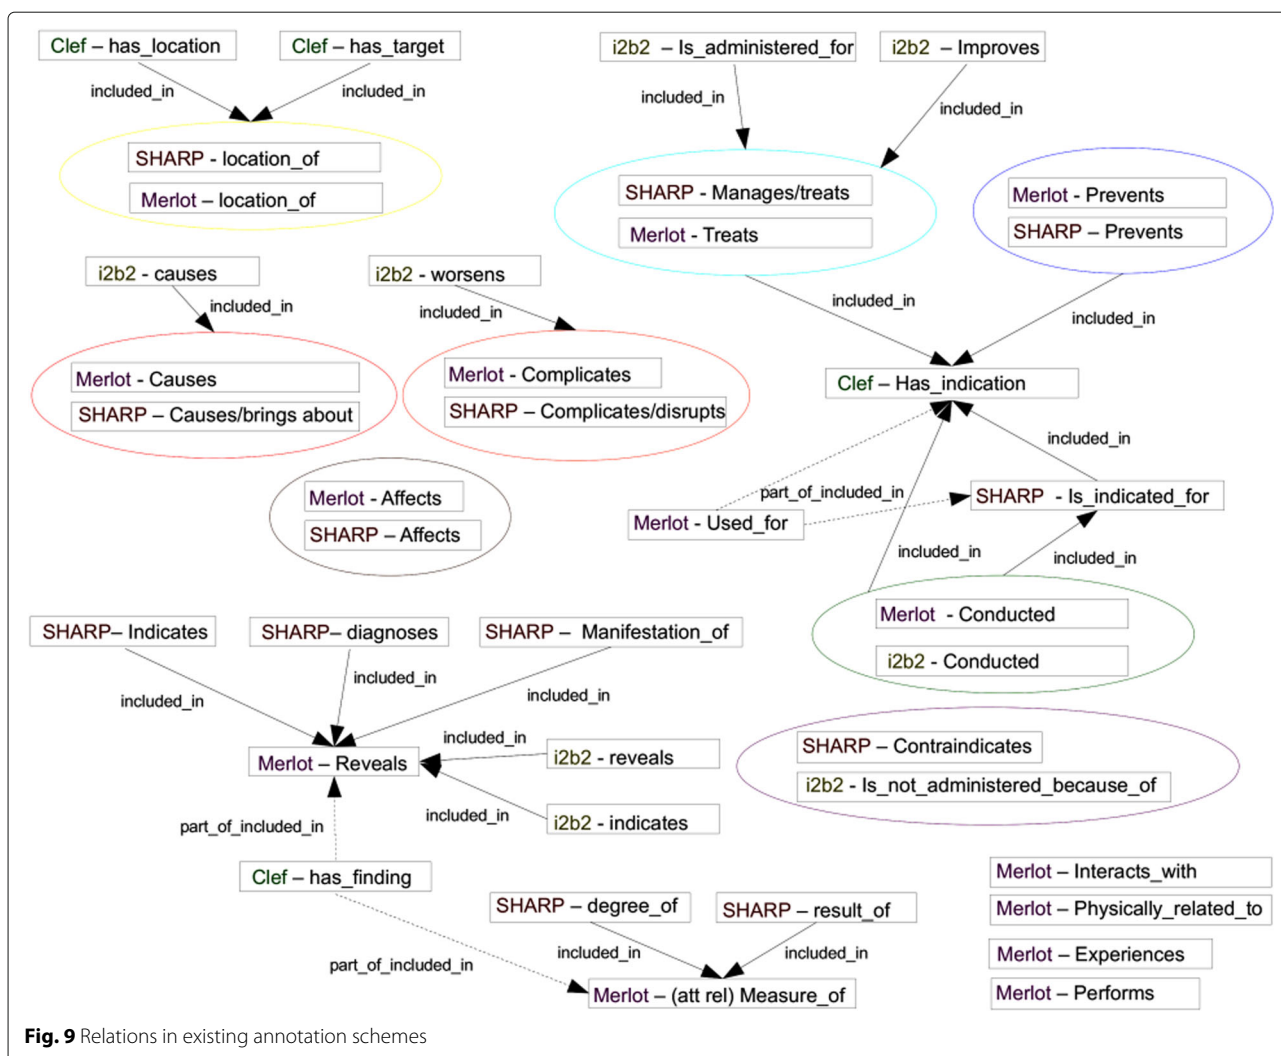 Clef – has_location
Clef – has_target
included_in
included_in
SHARP - location_of
Merlot – location_of
i2b2 – Is_administered_for
i2b2 – Improves
included_in
included_in
SHARP - Manages/treats
Merlot - Treats
Merlot - Prevents
SHARP – Prevents
included_in
included_in
i2b2 - causes
included_in
Merlot - Causes
SHARP – Causes/brings about
i2b2 - worsens
included_in
Merlot - Complicates
SHARP – Complicates/disrupts
Merlot - Affects
SHARP – Affects
Clef – Has_indication
included_in
part_of_included_in
Merlot - Used_for
SHARP - Is_indicated_for
included_in
included_in
Merlot - Conducted
i2b2 - Conducted
SHARP – Contraindicates
i2b2 - Is_not_administered_because_of
SHARP– Indicates
SHARP– diagnoses
SHARP – Manifestation_of
included_in
included_in
included_in
Merlot – Reveals
included_in
i2b2 - reveals
included_in
i2b2 - indicates
part_of_included_in
Clef – has_finding
part_of_included_in
SHARP – degree_of
SHARP – result_of
included_in
included_in
Merlot – (att rel) Measure_of
Merlot – Interacts_with
Merlot – Physically_related_to
Merlot – Experiences
Merlot – Performs
Fig. 9 Relations in existing annotation schemes